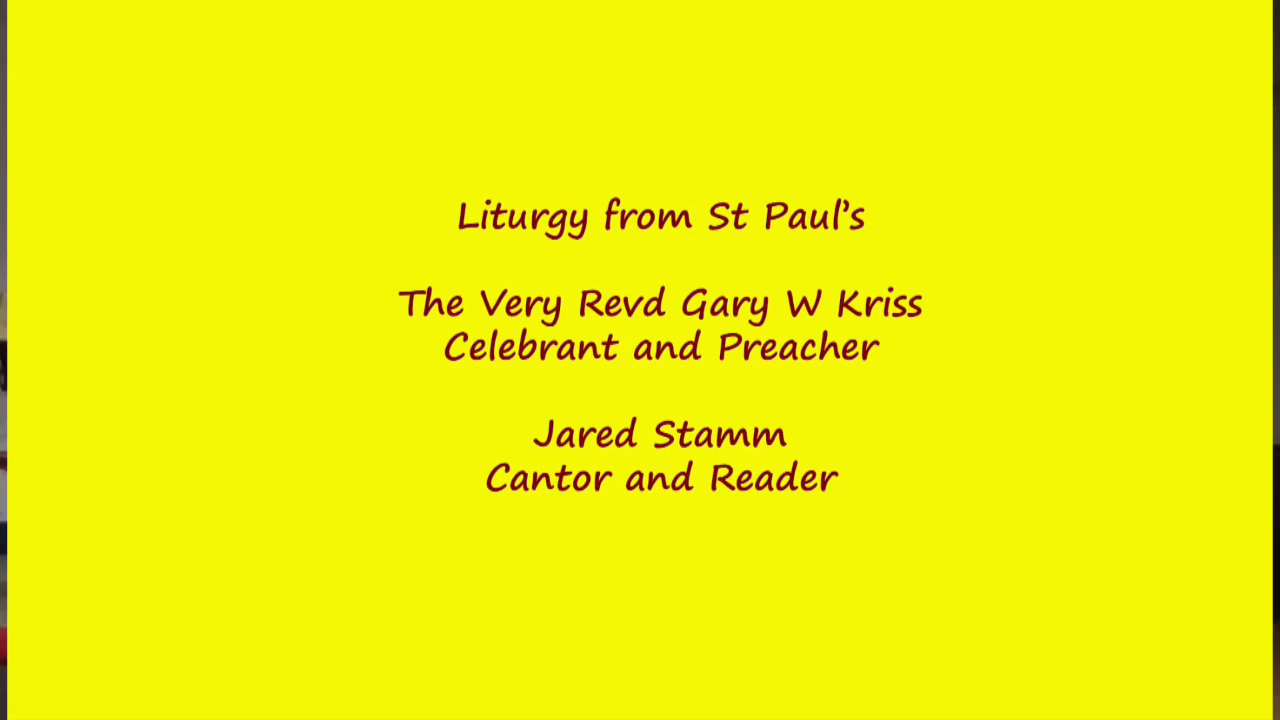 Liturgy from St Paul’s
The Very Revd Gary W Kriss
Celebrant and Preacher
Jared Stamm
Cantor and Reader